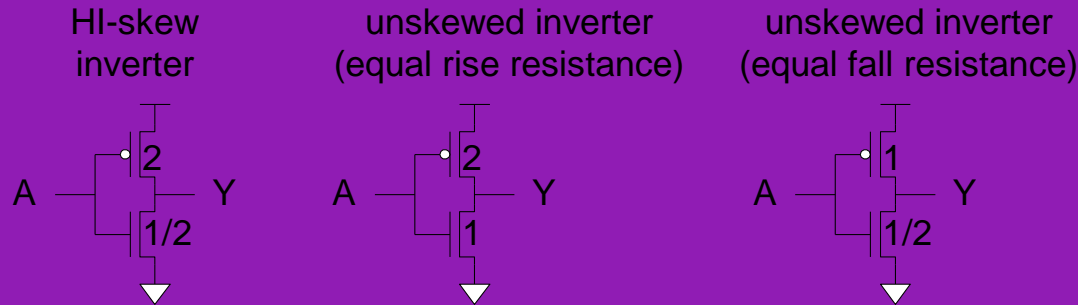 HI-skew
inverter
2
A
Y
1/2
unskewed inverter
(equal rise resistance)
2
A
Y
1
unskewed inverter
(equal fall resistance)
1
A
Y
1/2